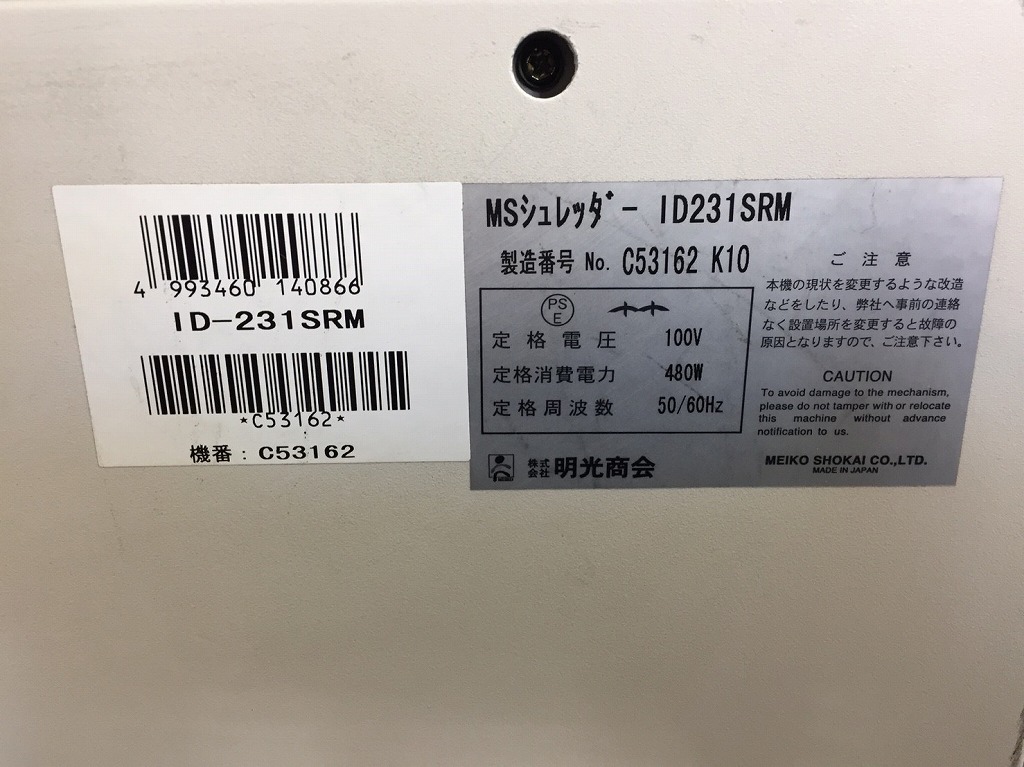 4 993460 140866
ID-231SRM
*C53162*
機番：C53162
MSシュレッダー ID231SRM
製造番号 No. C53162 K10
PS
E
定格電圧 100V
定格消費電力 480W
定格周波数 50/60Hz
株式会社 明光商会
ご注意
本機の現状を変更するような改造
などをしたり、弊社へ事前の連絡
なく設置場所を変更すると故障の
原因となりますので、ご注意下さい。
CAUTION
To avoid damage to the mechanism,
please do not tamper with or relocate
this machine without advance
notification to us.
MEIKO SHOKAI CO.,LTD.
MADE IN JAPAN